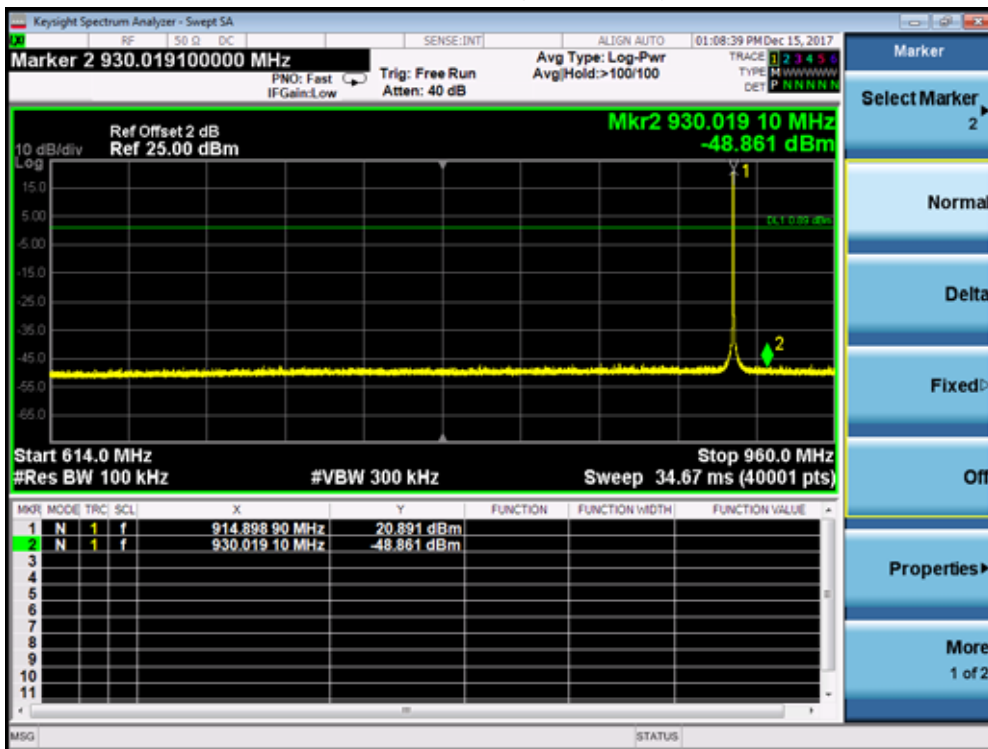 Keysight Spectrum Analyzer - Swept SA
LXI RF 50 Ω DC SENSE:INT ALIGN AUTO 01:08:39 PM Dec 15, 2017
Marker 2 930.019100000 MHz
PNO: Fast
IFGain:Low
Trig: Free Run
Atten: 40 dB
Avg Type: Log-Pwr
Avg|Hold:>100/100
TRACE 1 2 3 4 5 6
TYPE M WWWWW
DET P N N N N N
Marker
Select Marker
2
Normal
Delta
Fixed
Off
Properties
More
1 of 2
Mkr2 930.019 10 MHz
-48.861 dBm
Ref Offset 2 dB
10 dB/div Ref 25.00 dBm
Log
15.0
5.00
-5.00
-15.0
-25.0
-35.0
-45.0
-55.0
-65.0
1
DL1 0.89 dBm
2
Start 614.0 MHz Stop 960.0 MHz
#Res BW 100 kHz #VBW 300 kHz Sweep 34.67 ms (40001 pts)
MKR MODE TRC SCL X Y FUNCTION FUNCTION WIDTH FUNCTION VALUE
1 N 1 f 914.898 90 MHz 20.891 dBm
2 N 1 f 930.019 10 MHz -48.861 dBm
3
4
5
6
7
8
9
10
11
MSG STATUS